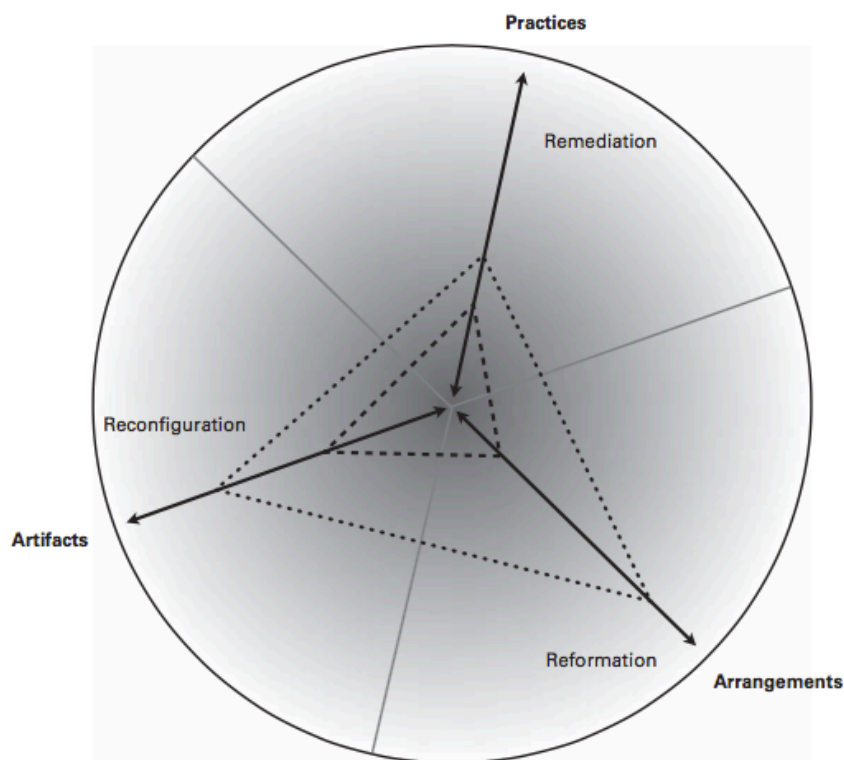 Practices
Remediation
Reconfiguration
Artifacts
Reformation
Arrangements